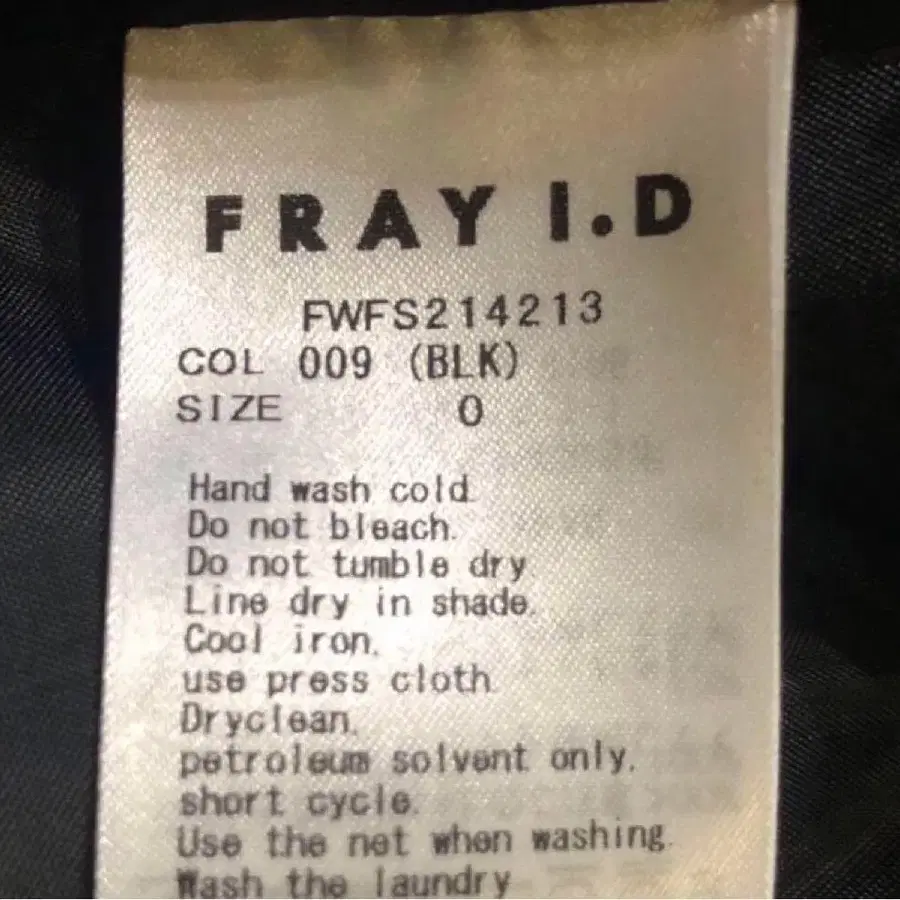 FRAY I.D
FWFS214213
COL 009 (BLK)
SIZE 0
Hand wash cold
Do not bleach.
Do not tumble dry
Line dry in shade.
Cool iron.
use press cloth
Dryclean.
petroleum solvent only.
short cycle.
Use the net when washing.
Wash the laundry